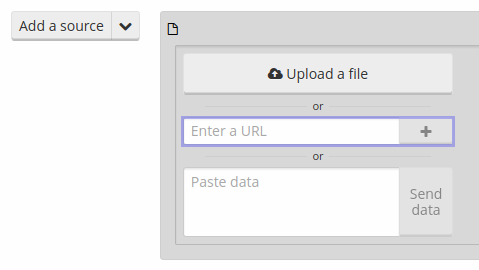 Add a source
Upload a file
or
Enter a URL
or
Paste data
Send
data